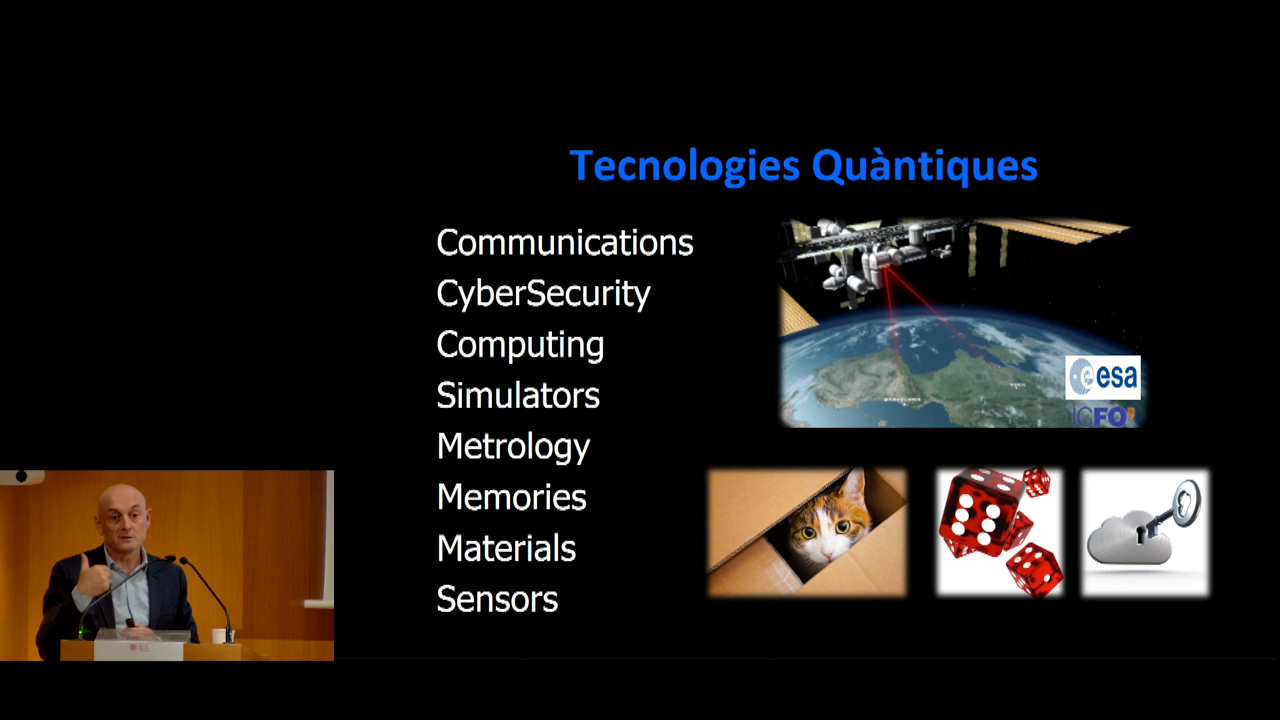 Tecnologies Quàntiques
Communications
CyberSecurity
Computing
Simulators
Metrology
Memories
Materials
Sensors
esa
ICFO